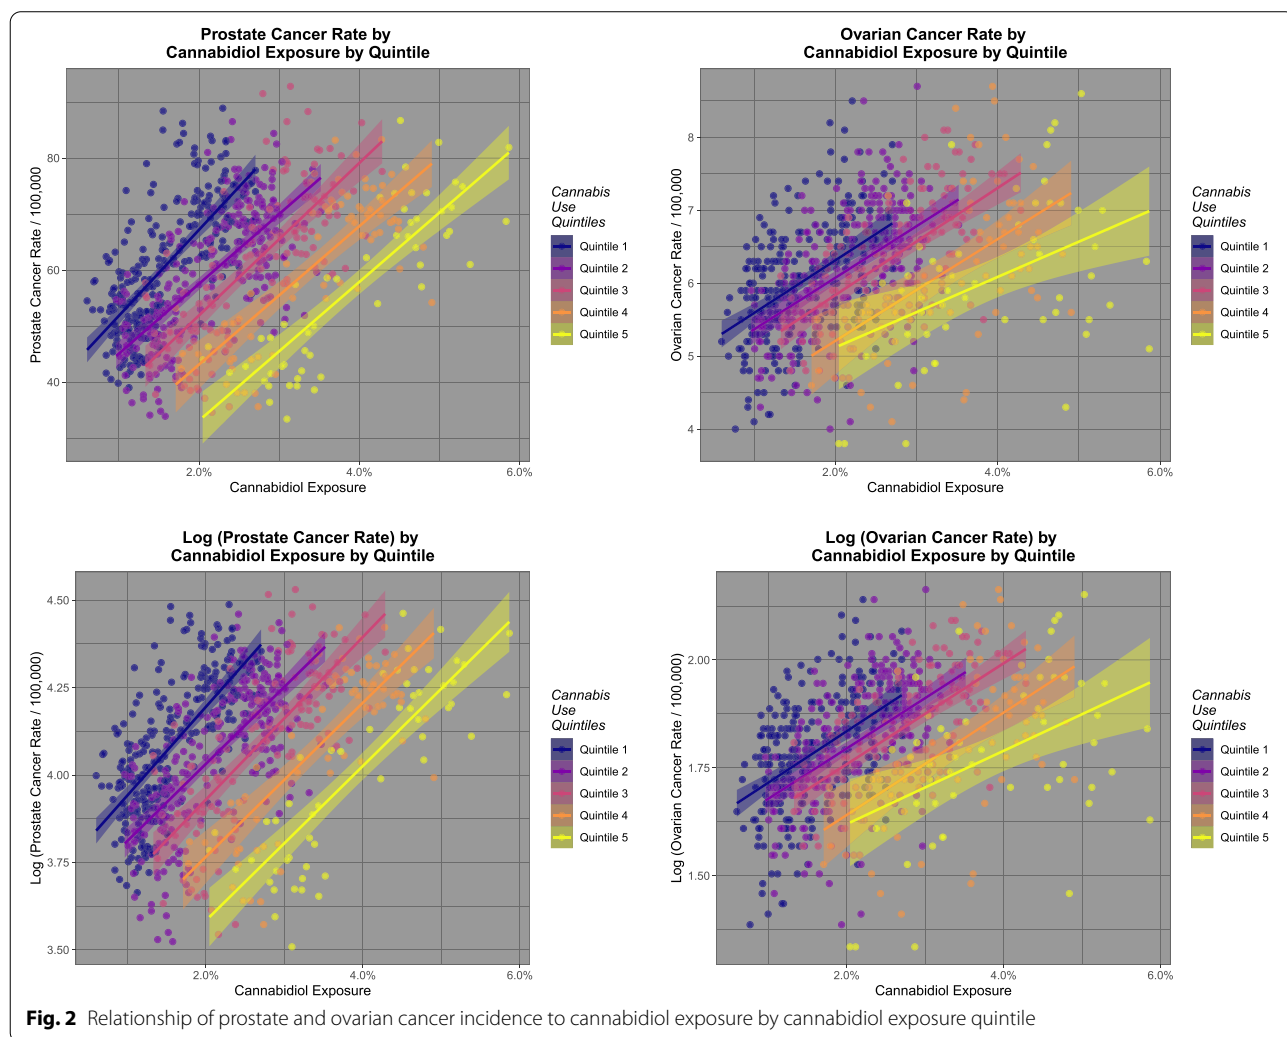 Prostate Cancer Rate by
Cannabidiol Exposure by Quintile
Prostate Cancer Rate / 100,000
80
60
40
2.0%
4.0%
6.0%
Cannabidiol Exposure
Cannabis
Use
Quintiles
Quintile 1
Quintile 2
Quintile 3
Quintile 4
Quintile 5
Ovarian Cancer Rate by
Cannabidiol Exposure by Quintile
Ovarian Cancer Rate / 100,000
8
7
6
5
4
2.0%
4.0%
6.0%
Cannabidiol Exposure
Cannabis
Use
Quintiles
Quintile 1
Quintile 2
Quintile 3
Quintile 4
Quintile 5
Log (Prostate Cancer Rate) by
Cannabidiol Exposure by Quintile
Log (Prostate Cancer Rate / 100,000)
4.50
4.25
4.00
3.75
3.50
2.0%
4.0%
6.0%
Cannabidiol Exposure
Cannabis
Use
Quintiles
Quintile 1
Quintile 2
Quintile 3
Quintile 4
Quintile 5
Log (Ovarian Cancer Rate) by
Cannabidiol Exposure by Quintile
Log (Ovarian Cancer Rate / 100,000)
2.00
1.75
1.50
2.0%
4.0%
6.0%
Cannabidiol Exposure
Cannabis
Use
Quintiles
Quintile 1
Quintile 2
Quintile 3
Quintile 4
Quintile 5
Fig. 2 Relationship of prostate and ovarian cancer incidence to cannabidiol exposure by cannabidiol exposure quintile